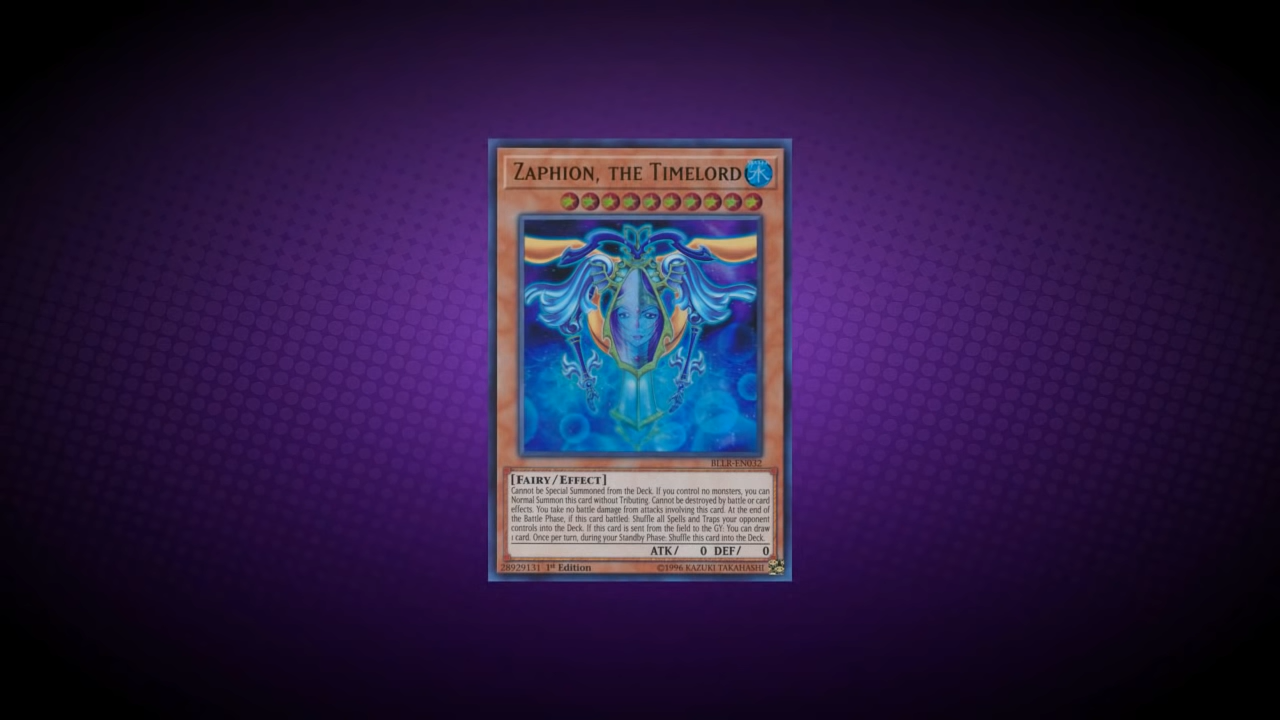 ZAPHION, THE TIMELORD
水
BLLR-EN032
[FAIRY/EFFECT]
Cannot be Special Summoned from the Deck. If you control no monsters, you can
Normal Summon this card without Tributing. Cannot be destroyed by battle or card
effects. You take no battle damage from attacks involving this card. At the end of
the Battle Phase, if this card battled: Shuffle all Spells and Traps your opponent
controls into the Deck. If this card is sent from the field to the GY: You can draw
1 card. Once per turn, during your Standby Phase: Shuffle this card into the Deck.
ATK/ 0 DEF/ 0
28929131 1st Edition ©1996 KAZUKI TAKAHASHI